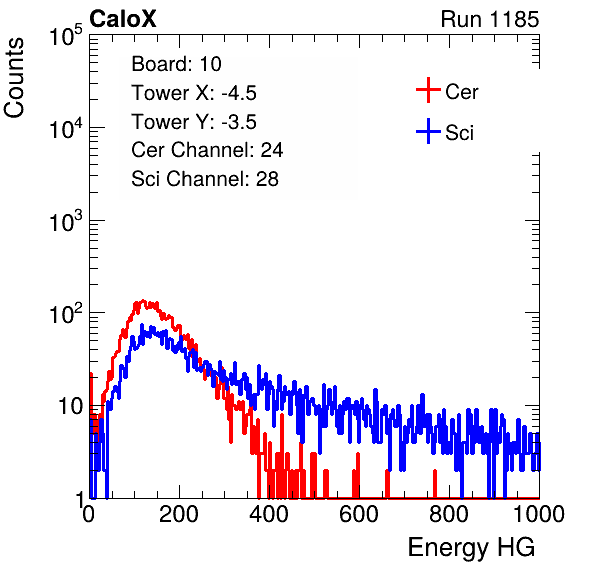 CaloX Run 1185
Counts
10^5
10^4
10^3
10^2
10
1
Board: 10
Tower X: -4.5
Tower Y: -3.5
Cer Channel: 24
Sci Channel: 28
Cer
Sci
0 200 400 600 800 1000
Energy HG